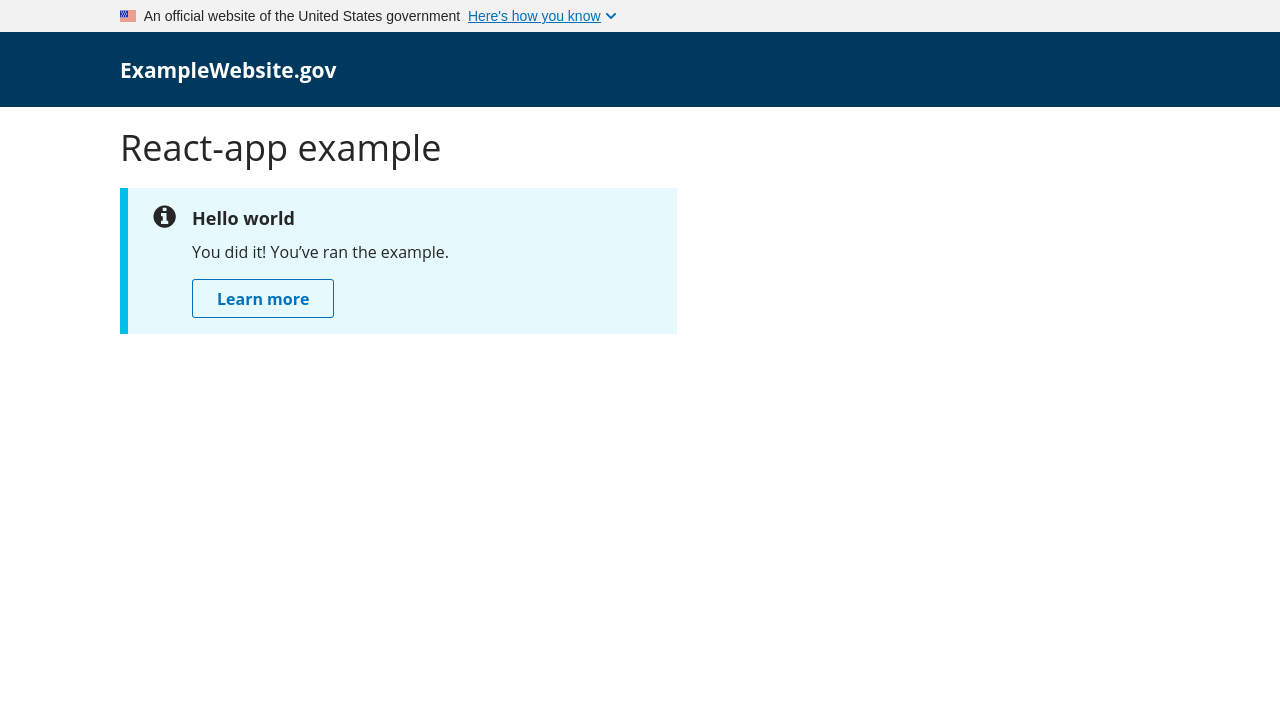 An official website of the United States government Here's how you know
ExampleWebsite.gov
React-app example
Hello world
You did it! You’ve ran the example.
Learn more